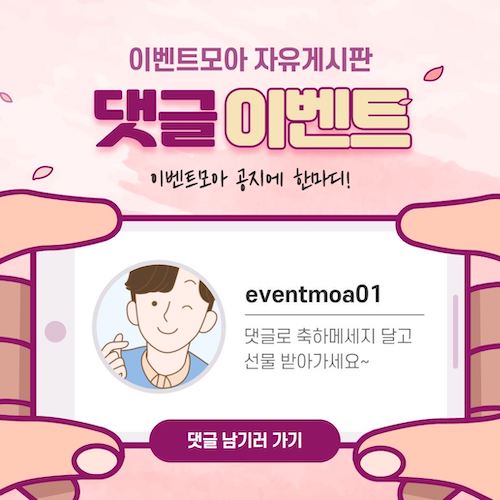 이벤트모아 자유게시판
댓글 이벤트
이벤트모아 공지에 한마디!
eventmoa01
댓글로 축하메세지 달고
선물 받아가세요~
댓글 남기러 가기